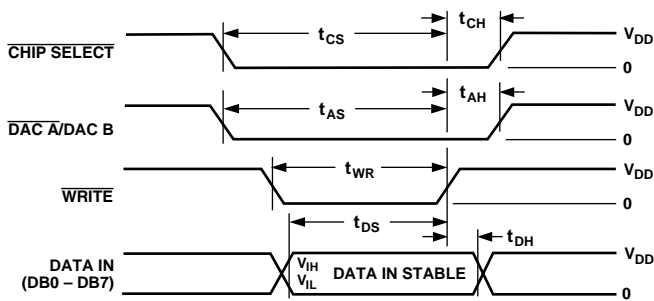 tCS
tCH
VDD
CHIP SELECT
0
tAS
tAH
VDD
DAC A/DAC B
0
tWR
VDD
WRITE
0
tDS
tDH
DATA IN
(DB0 – DB7)
VIH
VIL
DATA IN STABLE
VDD
0